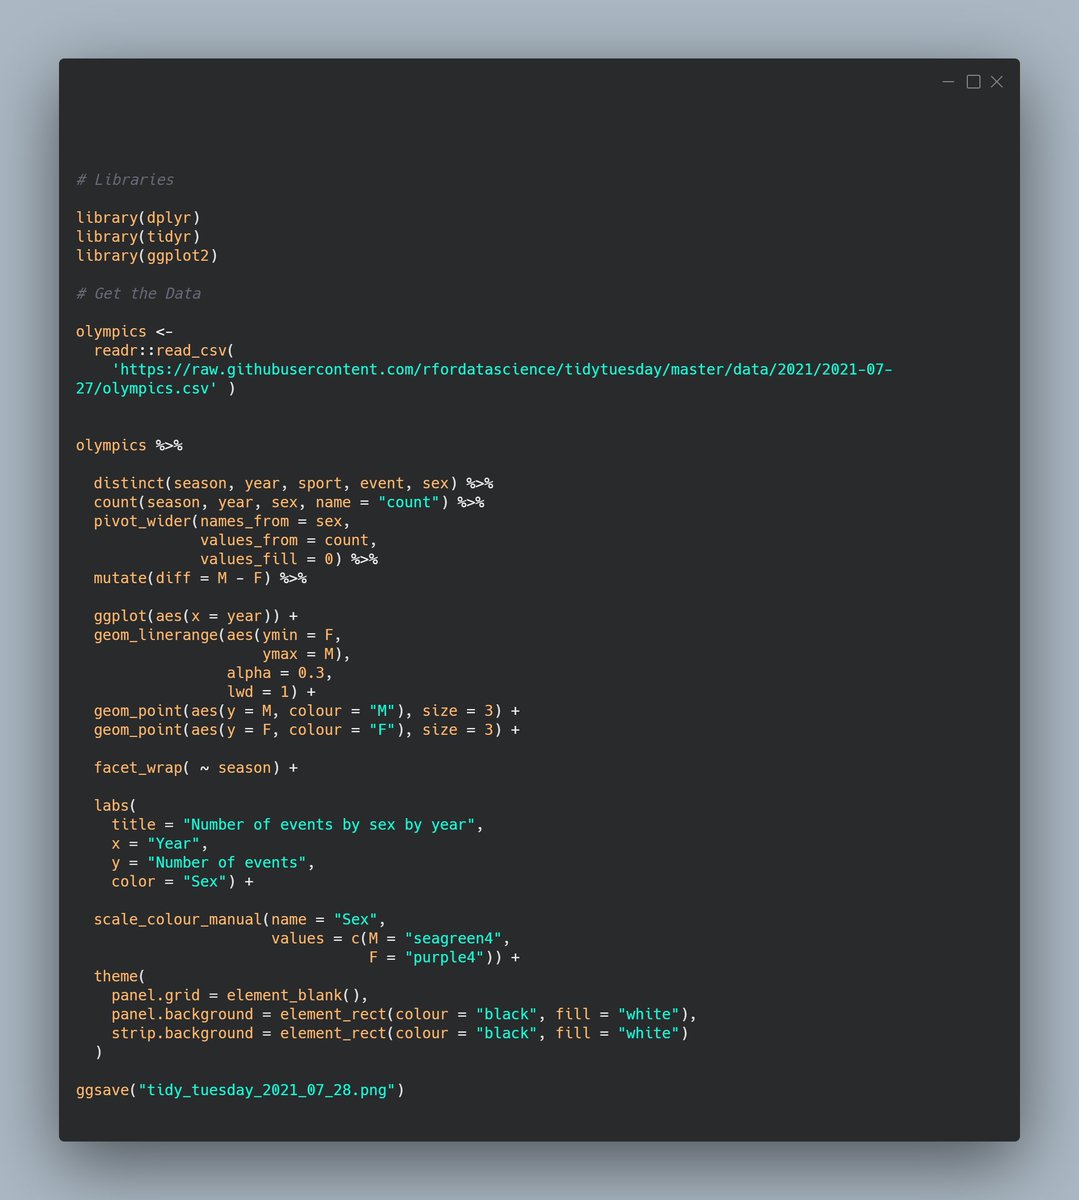 # Libraries
library(dplyr)
library(tidyr)
library(ggplot2)
# Get the Data
olympics <-
  readr::read_csv(
    'https://raw.githubusercontent.com/rfordatascience/tidytuesday/master/data/2021/2021-07-
27/olympics.csv' )
olympics %>%
  distinct(season, year, sport, event, sex) %>%
  count(season, year, sex, name = "count") %>%
  pivot_wider(names_from = sex,
              values_from = count,
              values_fill = 0) %>%
  mutate(diff = M - F) %>%
  ggplot(aes(x = year)) +
  geom_linerange(aes(ymin = F,
                     ymax = M),
                 alpha = 0.3,
                 lwd = 1) +
  geom_point(aes(y = M, colour = "M"), size = 3) +
  geom_point(aes(y = F, colour = "F"), size = 3) +
  facet_wrap( ~ season) +
  labs(
    title = "Number of events by sex by year",
    x = "Year",
    y = "Number of events",
    color = "Sex") +
  scale_colour_manual(name = "Sex",
                      values = c(M = "seagreen4",
                                 F = "purple4")) +
  theme(
    panel.grid = element_blank(),
    panel.background = element_rect(colour = "black", fill = "white"),
    strip.background = element_rect(colour = "black", fill = "white")
  )
ggsave("tidy_tuesday_2021_07_28.png")